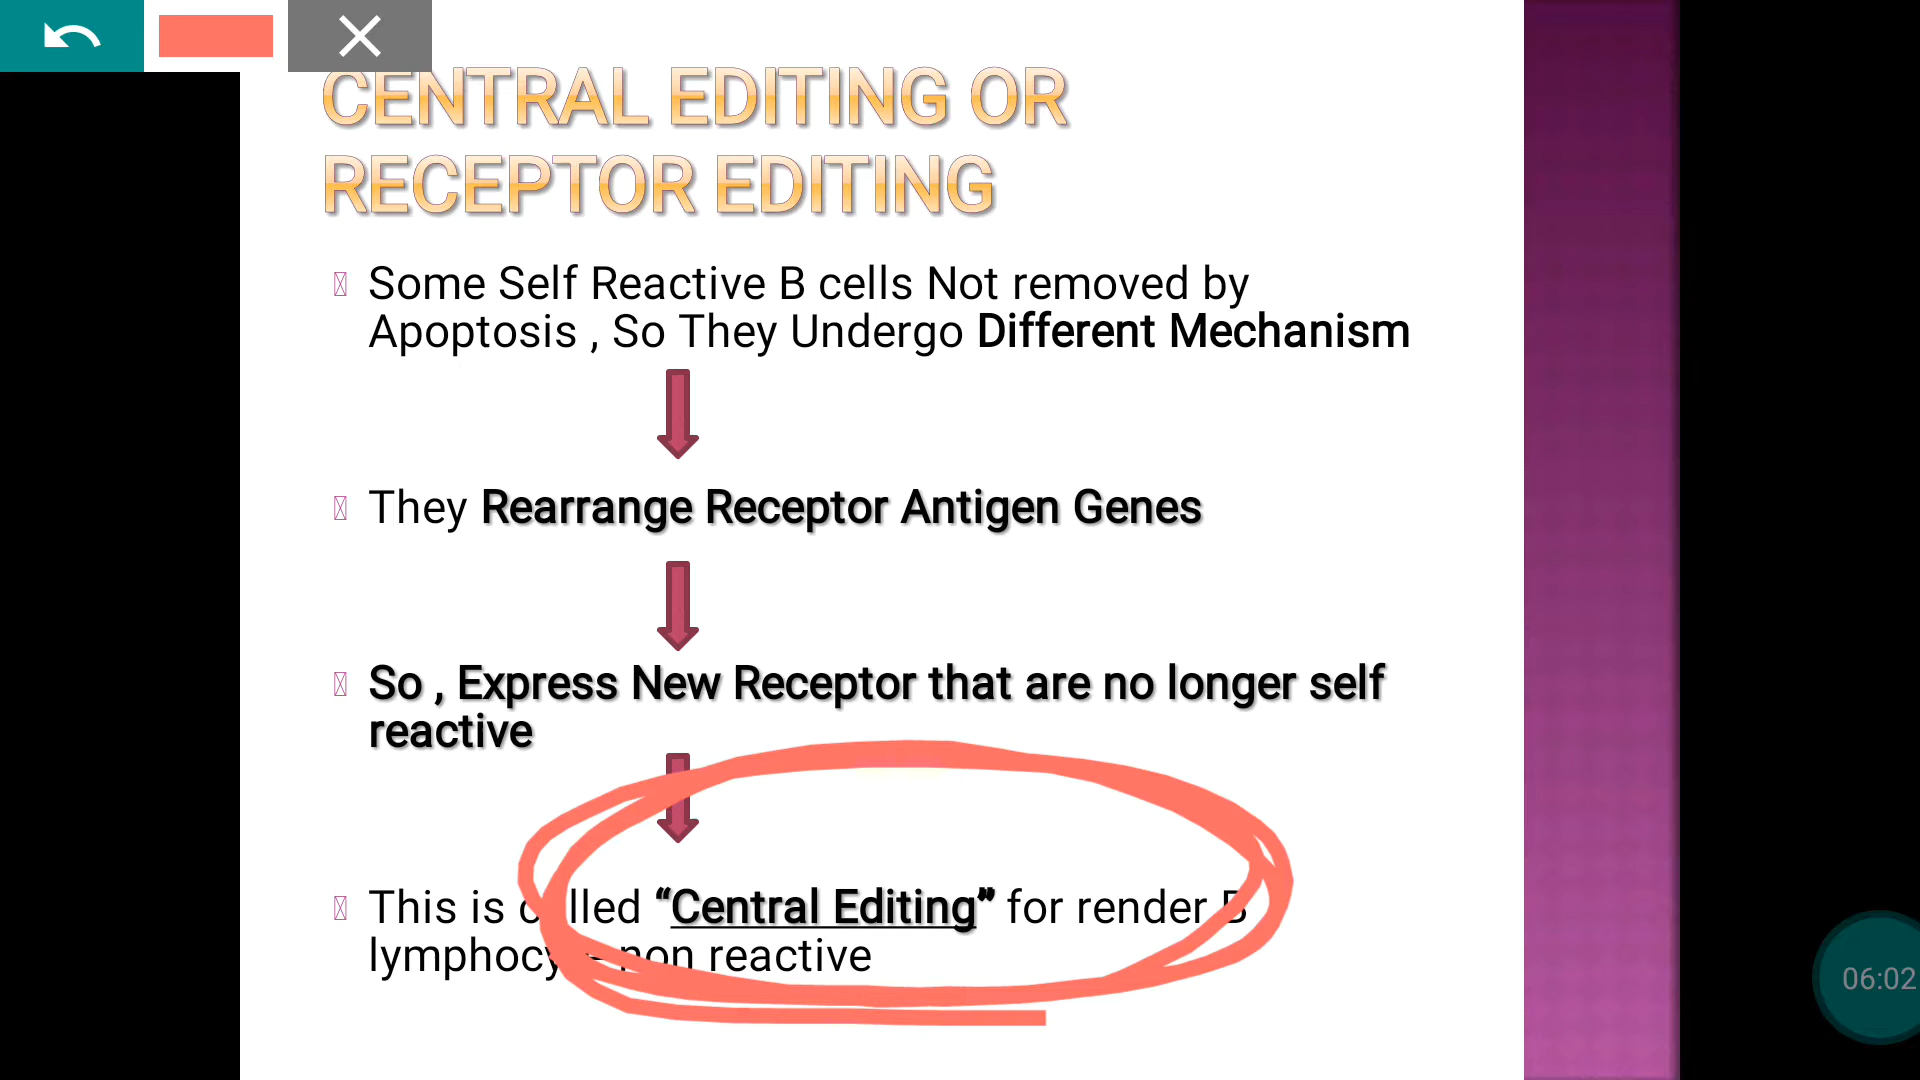 CENTRAL EDITING OR
RECEPTOR EDITING
Some Self Reactive B cells Not removed by
Apoptosis , So They Undergo Different Mechanism
They Rearrange Receptor Antigen Genes
So , Express New Receptor that are no longer self
reactive
This is called “Central Editing” for render B
lymphocyte non reactive
06:02